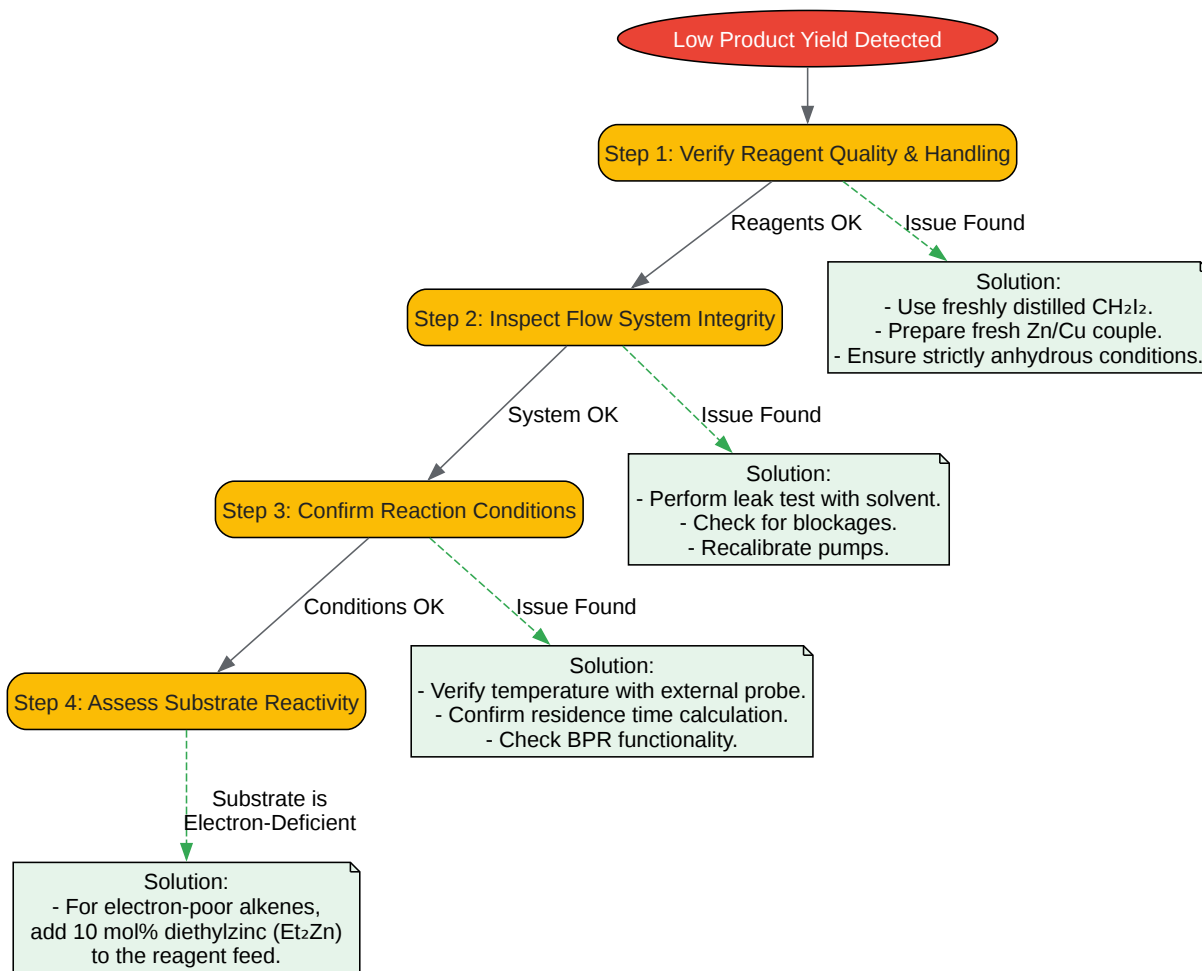 Low Product Yield Detected
Step 1: Verify Reagent Quality & Handling
Reagents OK
Issue Found
Solution:
- Use freshly distilled CH₂I₂.
- Prepare fresh Zn/Cu couple.
- Ensure strictly anhydrous conditions.
Step 2: Inspect Flow System Integrity
System OK
Issue Found
Solution:
- Perform leak test with solvent.
- Check for blockages.
- Recalibrate pumps.
Step 3: Confirm Reaction Conditions
Conditions OK
Issue Found
Solution:
- Verify temperature with external probe.
- Confirm residence time calculation.
- Check BPR functionality.
Step 4: Assess Substrate Reactivity
Substrate is
Electron-Deficient
Solution:
- For electron-poor alkenes,
add 10 mol% diethylzinc (Et₂Zn)
to the reagent feed.